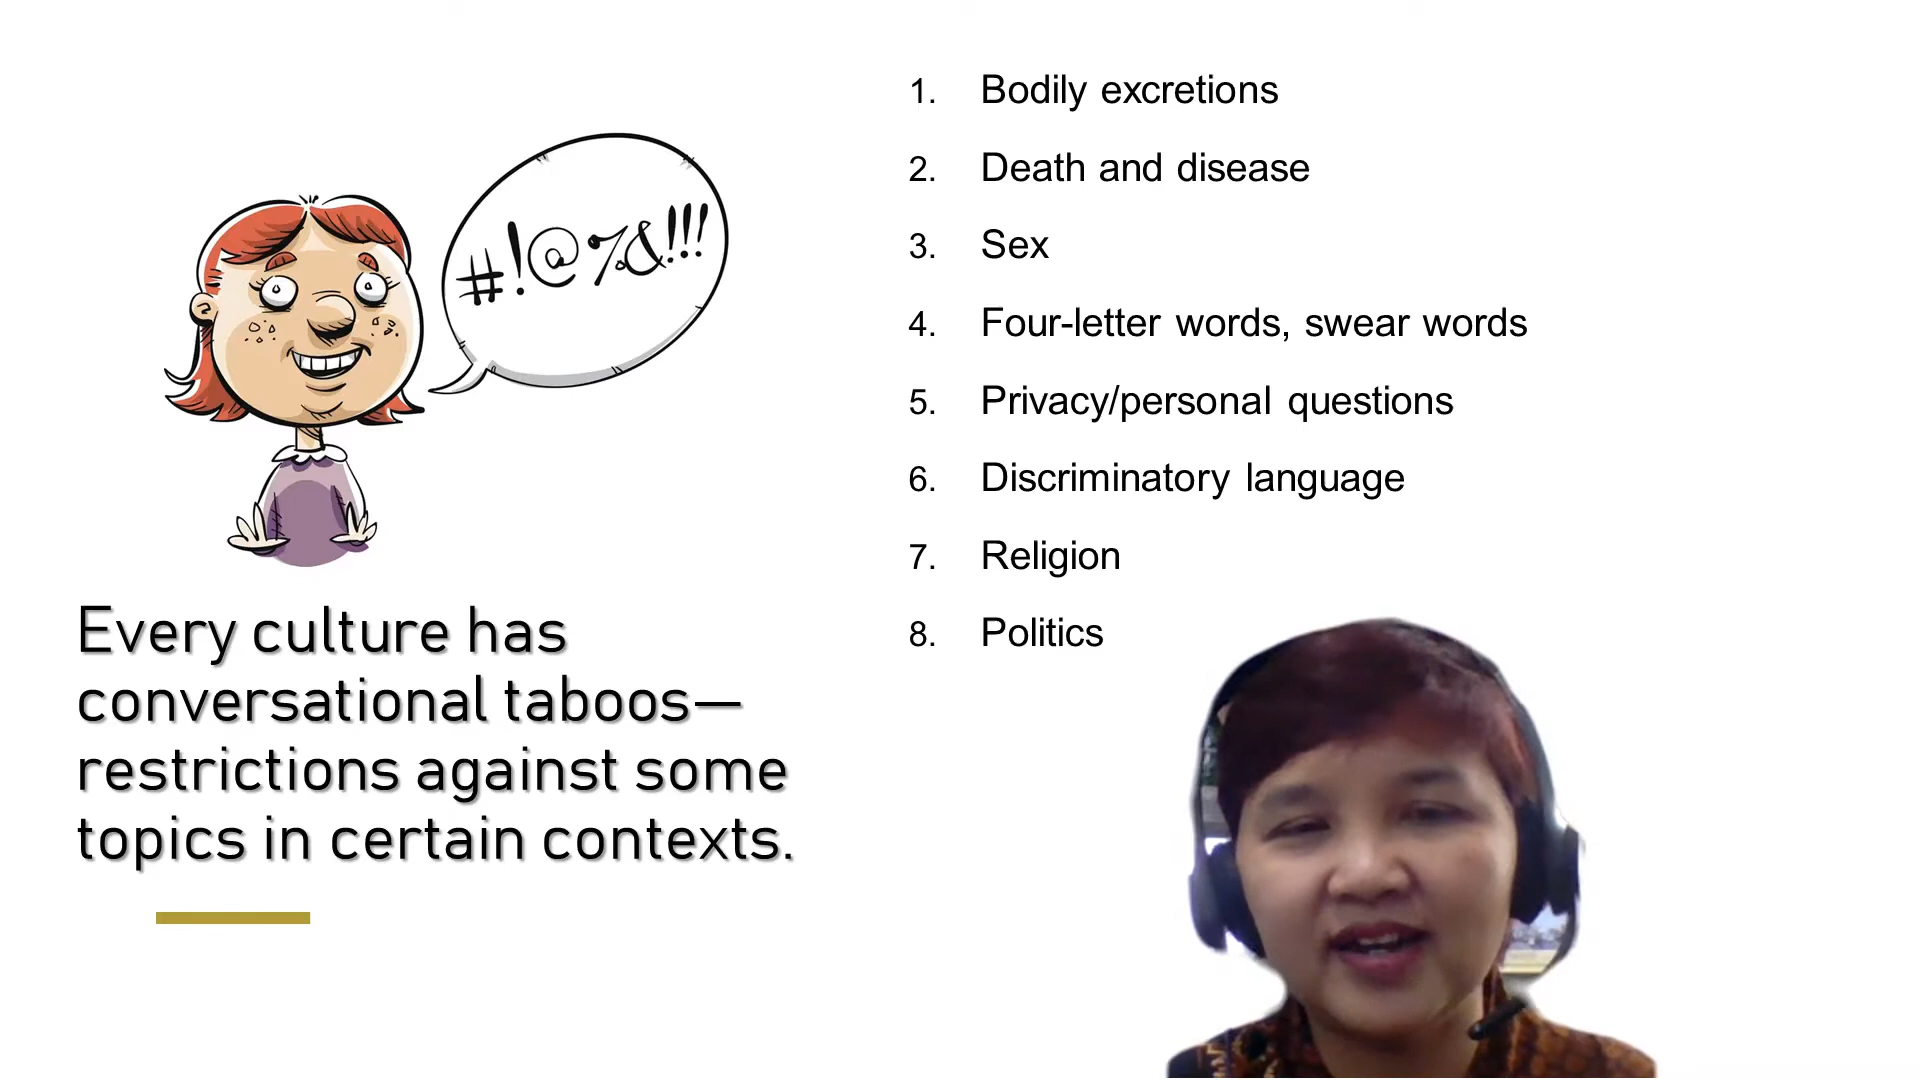 #!@%&!!!
Every culture has
conversational taboos—
restrictions against some
topics in certain contexts.
1. Bodily excretions
2. Death and disease
3. Sex
4. Four-letter words, swear words
5. Privacy/personal questions
6. Discriminatory language
7. Religion
8. Politics